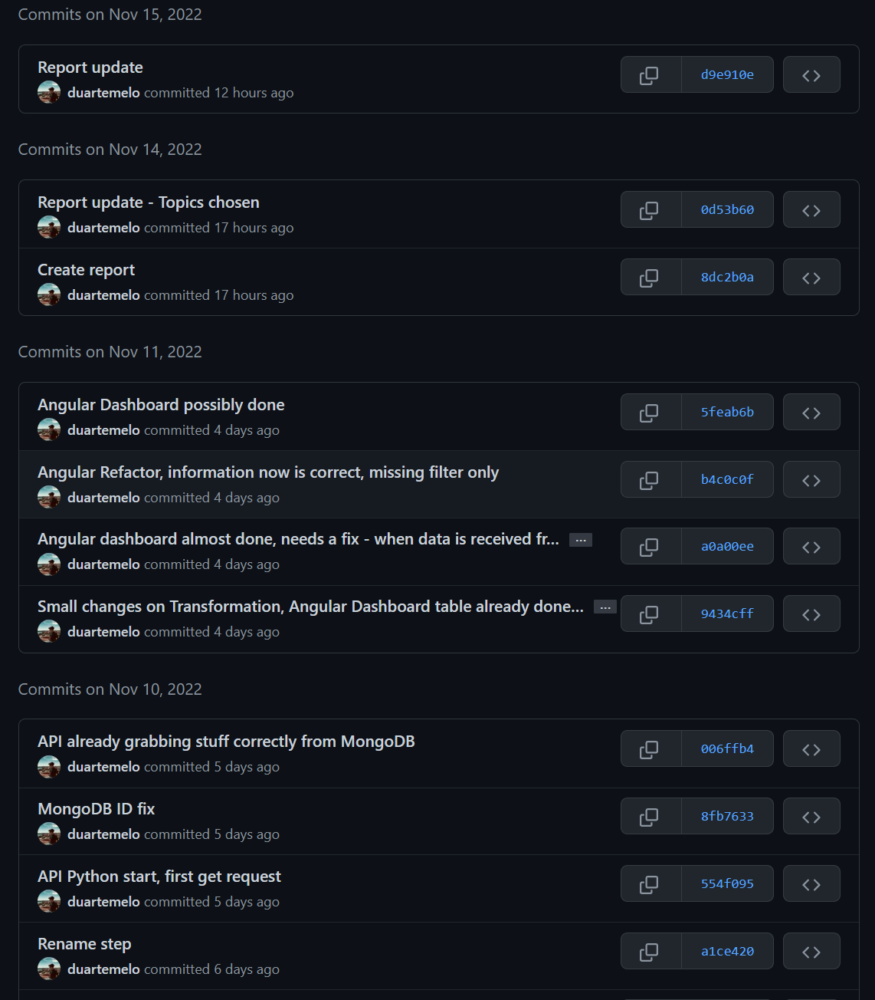 Commits on Nov 15, 2022
Report update
d9e910e
duartemelo committed 12 hours ago
Commits on Nov 14, 2022
Report update - Topics chosen
0d53b60
duartemelo committed 17 hours ago
Create report
8dc2b0a
duartemelo committed 17 hours ago
Commits on Nov 11, 2022
Angular Dashboard possibly done
5feab6b
duartemelo committed 4 days ago
Angular Refactor, information now is correct, missing filter only
b4c0c0f
duartemelo committed 4 days ago
Angular dashboard almost done, needs a fix - when data is received fr... ...
a0a00ee
duartemelo committed 4 days ago
Small changes on Transformation, Angular Dashboard table already done... ...
9434cff
duartemelo committed 4 days ago
Commits on Nov 10, 2022
API already grabbing stuff correctly from MongoDB
006ffb4
duartemelo committed 5 days ago
MongoDB ID fix
8fb7633
duartemelo committed 5 days ago
API Python start, first get request
554f095
duartemelo committed 5 days ago
Rename step
a1ce420
duartemelo committed 6 days ago